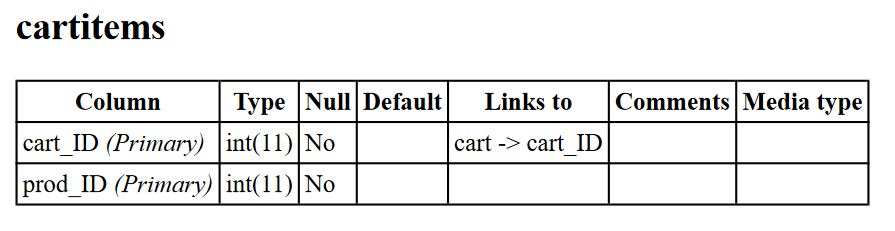 cartitems
Column Type Null Default Links to Comments Media type
cart_ID (Primary) int(11) No cart -> cart_ID
prod_ID (Primary) int(11) No